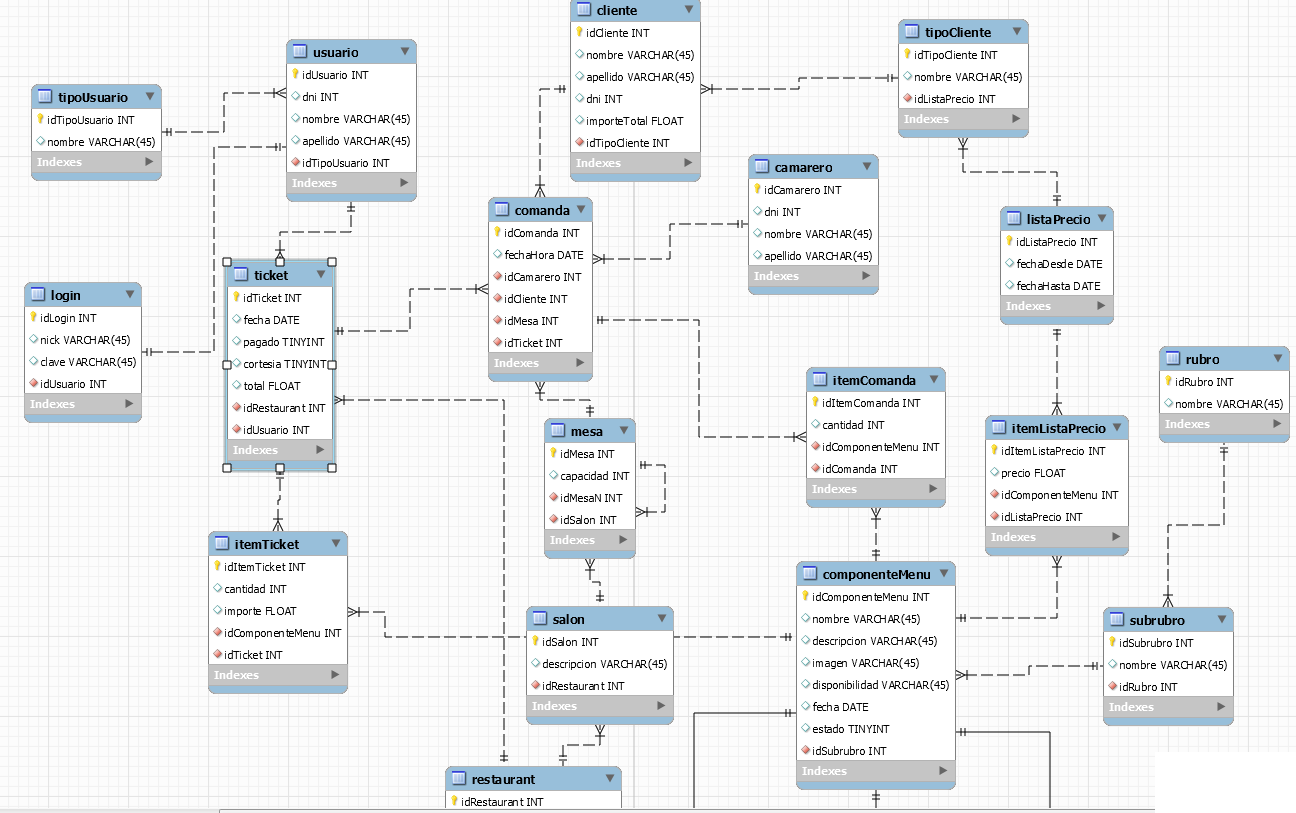 cliente
idCliente INT
nombre VARCHAR(45)
apellido VARCHAR(45)
dni INT
importeTotal FLOAT
idTipoCliente INT
Indexes
tipoCliente
idTipoCliente INT
nombre VARCHAR(45)
idListaPrecio INT
Indexes
usuario
idUsuario INT
dni INT
nombre VARCHAR(45)
apellido VARCHAR(45)
idTipoUsuario INT
Indexes
tipoUsuario
idTipoUsuario INT
nombre VARCHAR(45)
Indexes
camarero
idCamarero INT
dni INT
nombre VARCHAR(45)
apellido VARCHAR(45)
Indexes
comanda
idComanda INT
fechaHora DATE
idCamarero INT
idCliente INT
idMesa INT
idTicket INT
Indexes
listaPrecio
idListaPrecio INT
fechaDesde DATE
fechaHasta DATE
Indexes
ticket
idTicket INT
fecha DATE
pagado TINYINT
cortesia TINYINT
total FLOAT
idRestaurant INT
idUsuario INT
Indexes
login
idLogin INT
nick VARCHAR(45)
clave VARCHAR(45)
idUsuario INT
Indexes
rubro
idRubro INT
nombre VARCHAR(45)
Indexes
itemComanda
idItemComanda INT
cantidad INT
idComponenteMenu INT
idComanda INT
Indexes
itemListaPrecio
idItemListaPrecio INT
precio FLOAT
idComponenteMenu INT
idListaPrecio INT
Indexes
mesa
idMesa INT
capacidad INT
idMesaN INT
idSalon INT
Indexes
itemTicket
idItemTicket INT
cantidad INT
importe FLOAT
idComponenteMenu INT
idTicket INT
Indexes
componenteMenu
idComponenteMenu INT
nombre VARCHAR(45)
descripcion VARCHAR(45)
imagen VARCHAR(45)
disponibilidad VARCHAR(45)
fecha DATE
estado TINYINT
idSubrubro INT
Indexes
salon
idSalon INT
descripcion VARCHAR(45)
idRestaurant INT
Indexes
subrubro
idSubrubro INT
nombre VARCHAR(45)
idRubro INT
Indexes
restaurant
idRestaurant INT